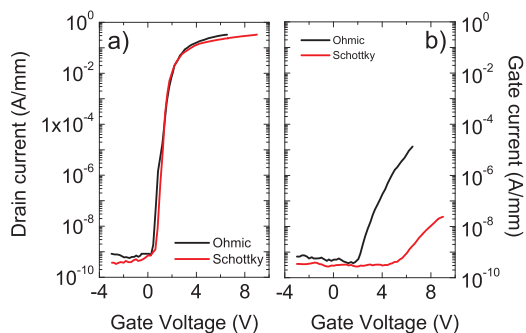 a)
Drain current (A/mm)
10^0
10^-2
1x10^-4
10^-6
10^-8
10^-10
-4 0 4 8
Gate Voltage (V)
Ohmic
Schottky
b)
Ohmic
Schottky
10^0
10^-2
10^-4
10^-6
10^-8
10^-10
Gate current (A/mm)
-4 0 4 8
Gate Voltage (V)